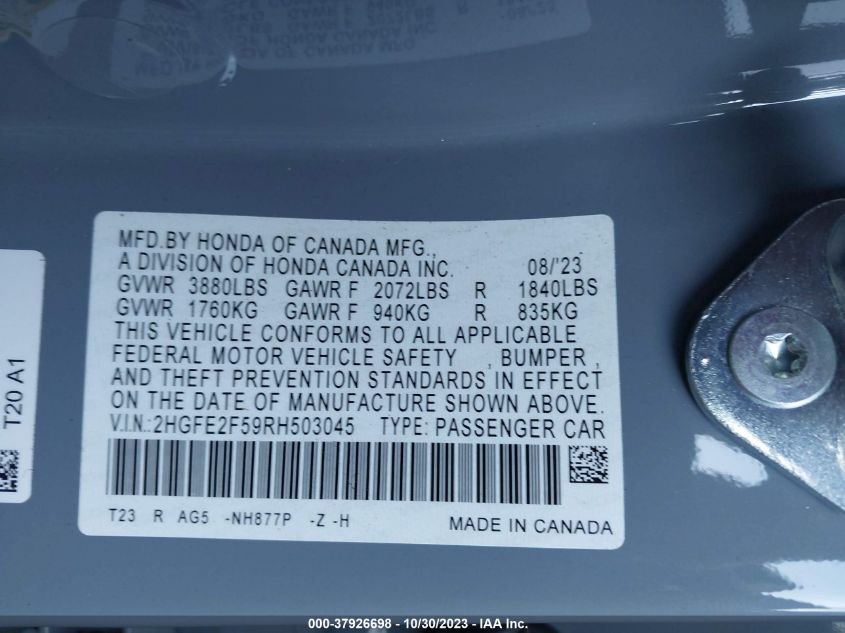 MFD.BY HONDA OF CANADA MFG.,
A DIVISION OF HONDA CANADA INC. 08/'23
GVWR 3880LBS GAWR F 2072LBS R 1840LBS
GVWR 1760KG GAWR F 940KG R 835KG
THIS VEHICLE CONFORMS TO ALL APPLICABLE
FEDERAL MOTOR VEHICLE SAFETY , BUMPER ,
AND THEFT PREVENTION STANDARDS IN EFFECT
ON THE DATE OF MANUFACTURE SHOWN ABOVE.
V.I.N.:2HGFE2F59RH503045 TYPE: PASSENGER CAR
T23 R AG5 -NH877P -Z -H MADE IN CANADA
T20 A1
000-37926698 - 10/30/2023 - IAA Inc.